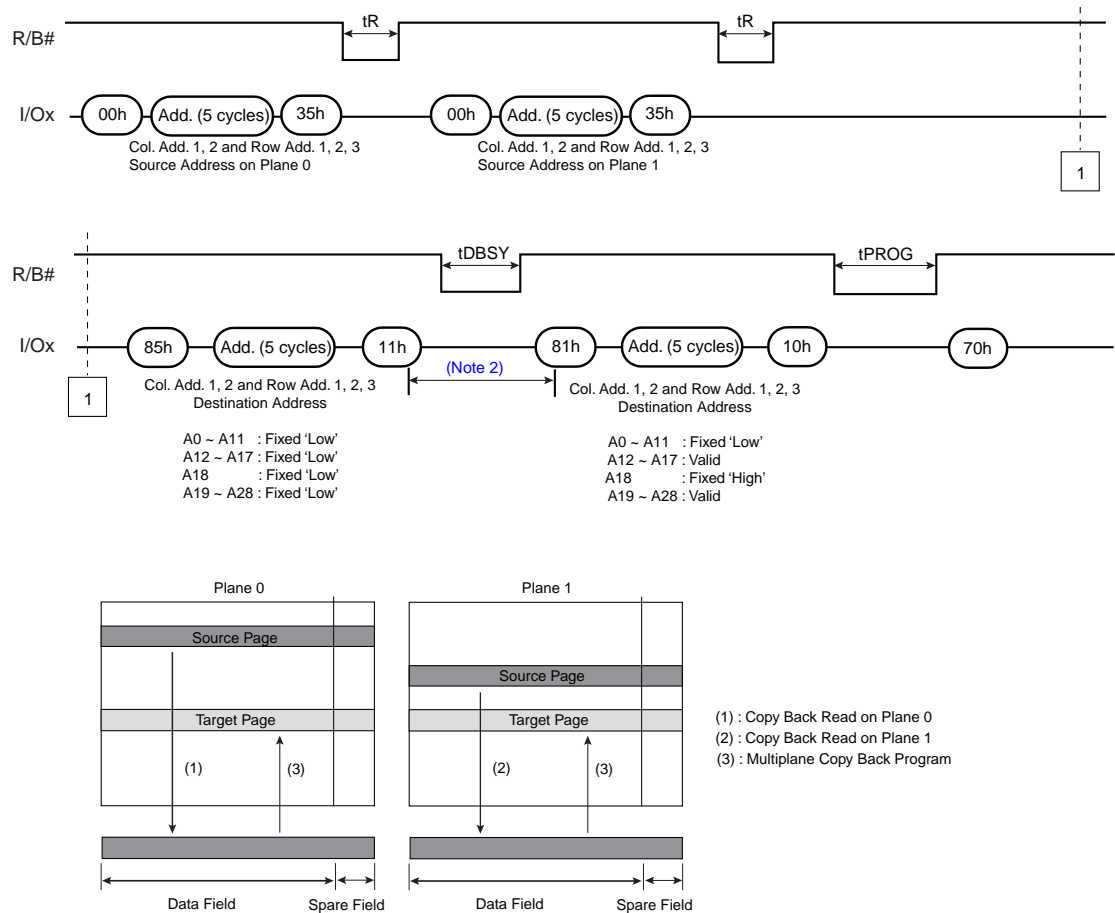 tR tR
R/B#
I/Ox 00h Add. (5 cycles) 35h 00h Add. (5 cycles) 35h
Col. Add. 1, 2 and Row Add. 1, 2, 3 Col. Add. 1, 2 and Row Add. 1, 2, 3
Source Address on Plane 0 Source Address on Plane 1
1
tDBSY tPROG
R/B#
I/Ox 85h Add. (5 cycles) 11h 81h Add. (5 cycles) 10h 70h
(Note 2)
1
Col. Add. 1, 2 and Row Add. 1, 2, 3 Col. Add. 1, 2 and Row Add. 1, 2, 3
Destination Address Destination Address
A0 ~ A11 : Fixed ‘Low’ A0 ~ A11 : Fixed ‘Low’
A12 ~ A17 : Fixed ‘Low’ A12 ~ A17 : Valid
A18 : Fixed ‘Low’ A18 : Fixed ‘High’
A19 ~ A28 : Fixed ‘Low’ A19 ~ A28 : Valid
Plane 0 Plane 1
Source Page
Source Page
Target Page Target Page
(1) : Copy Back Read on Plane 0
(2) : Copy Back Read on Plane 1
(3) : Multiplane Copy Back Program
(1) (3) (2) (3)
Data Field Spare Field Data Field Spare Field